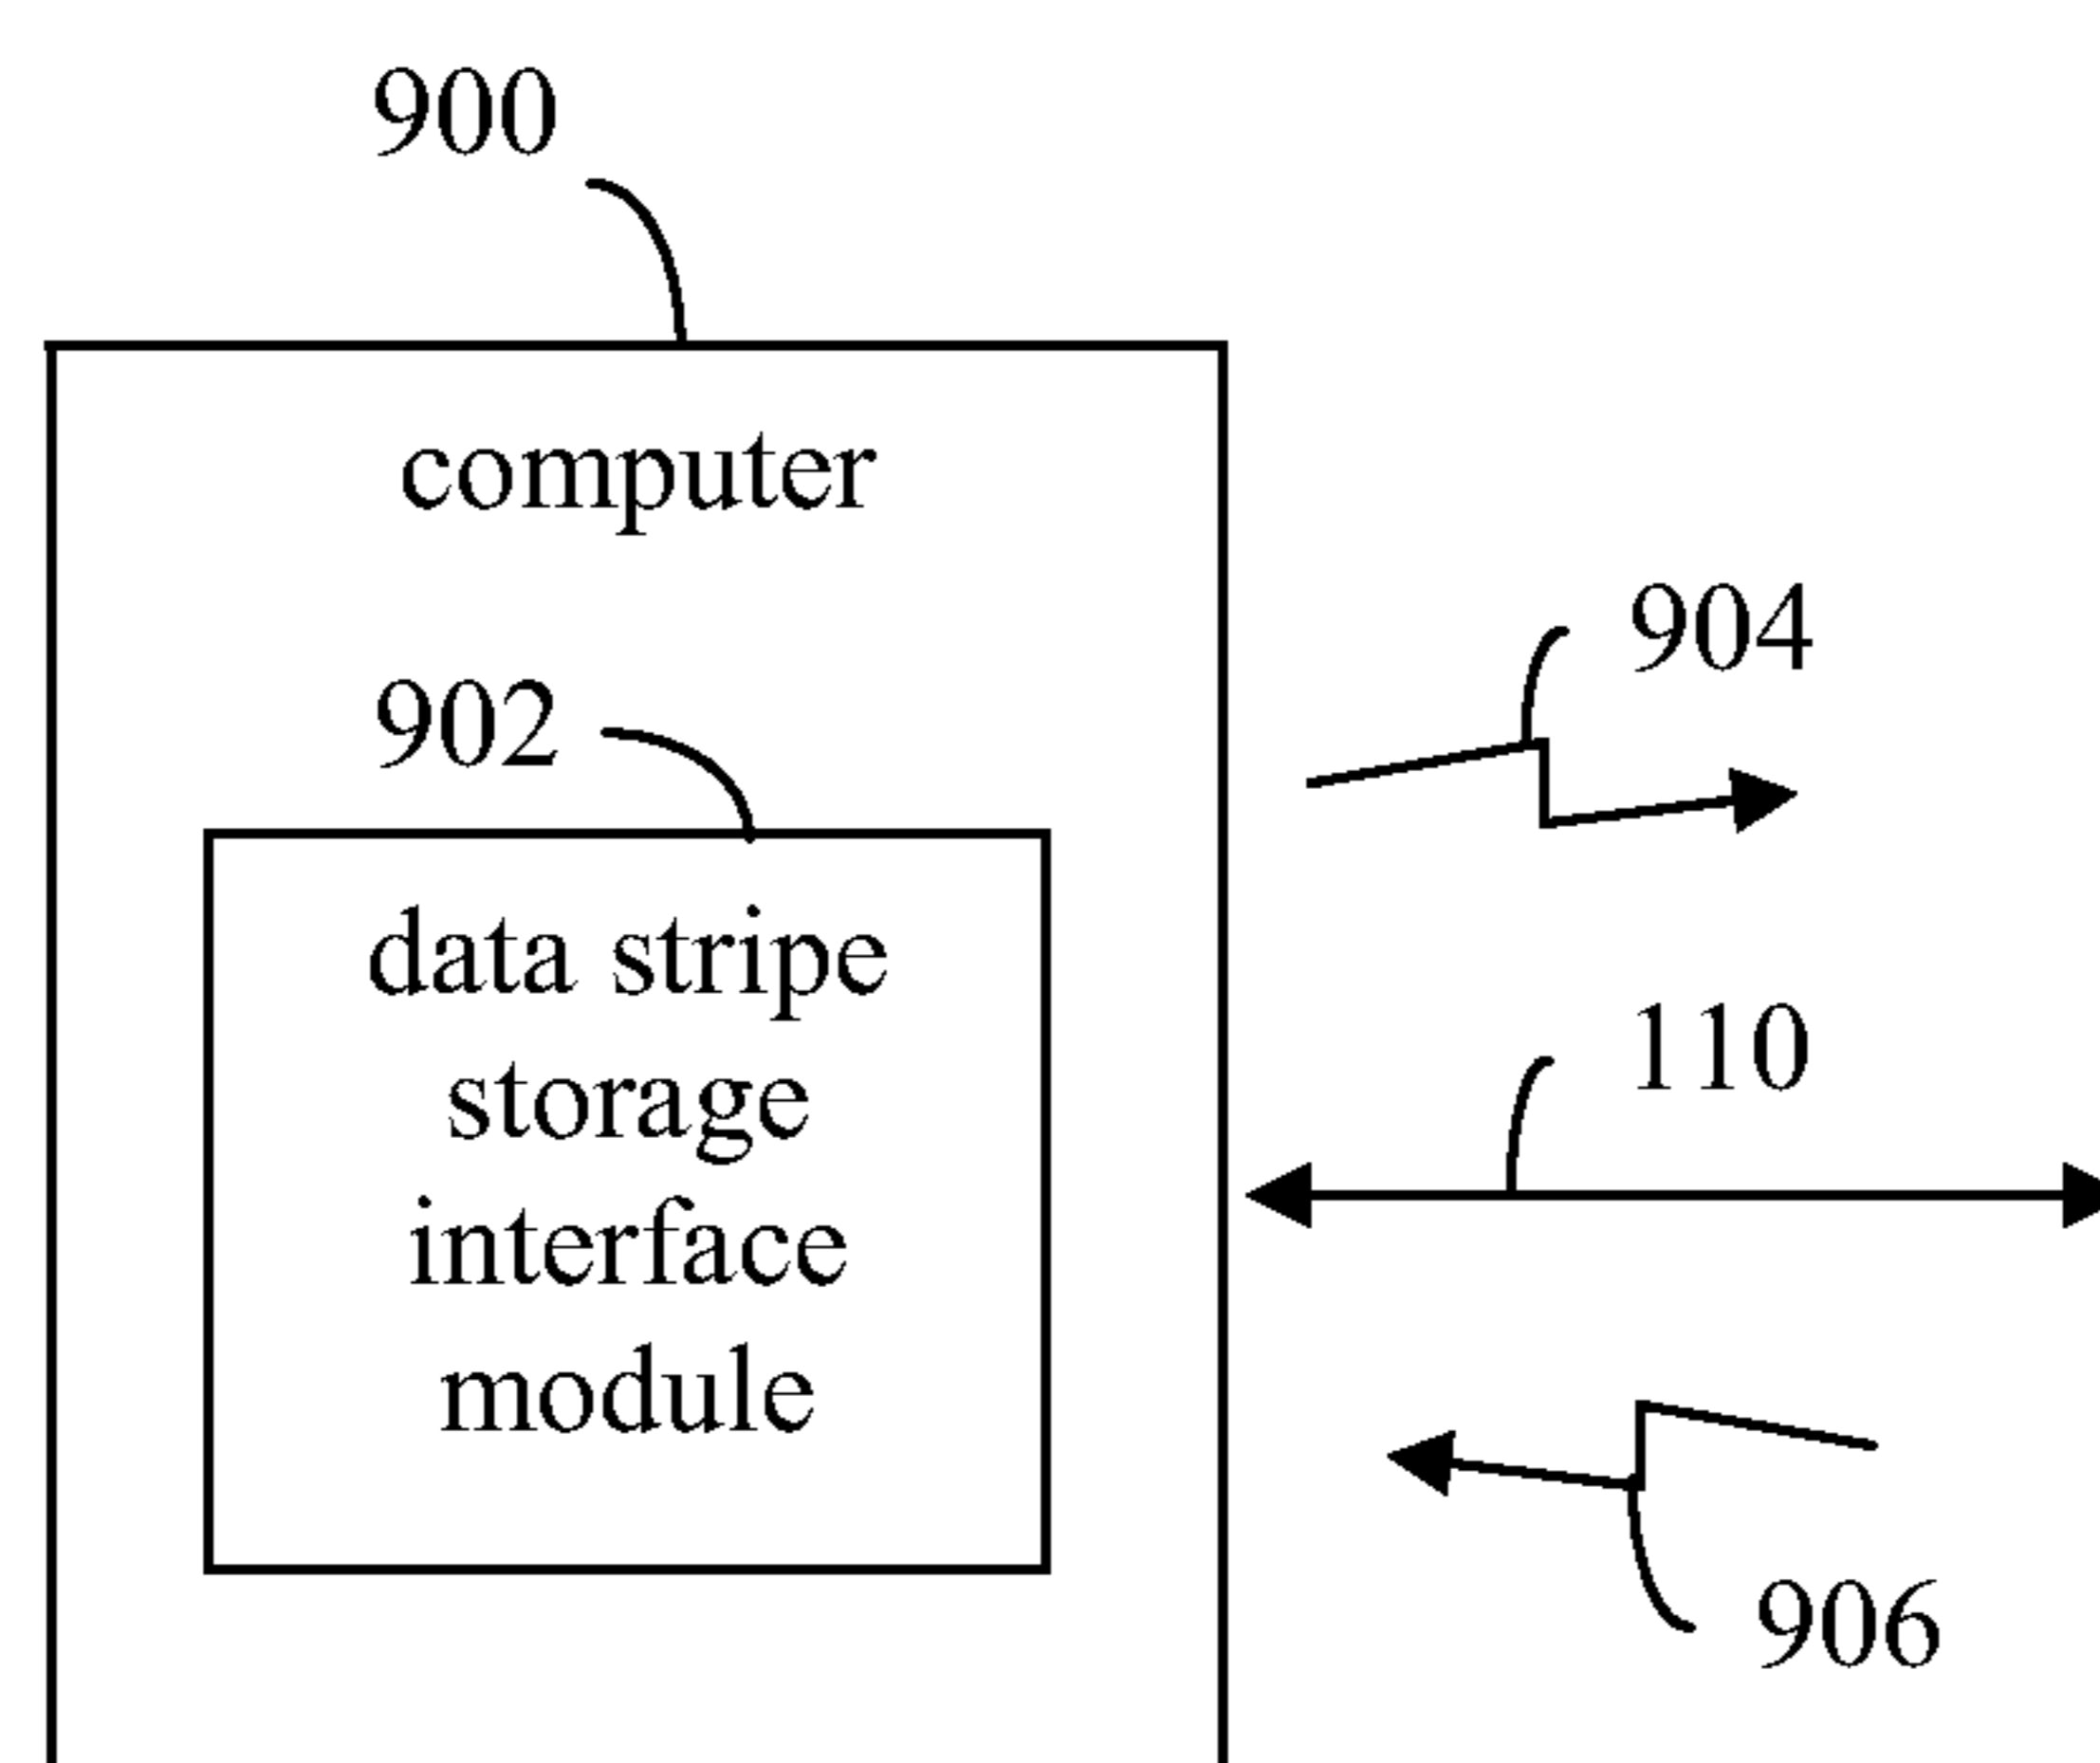 900
computer
904
902
data stripe
storage
interface
module
110
906